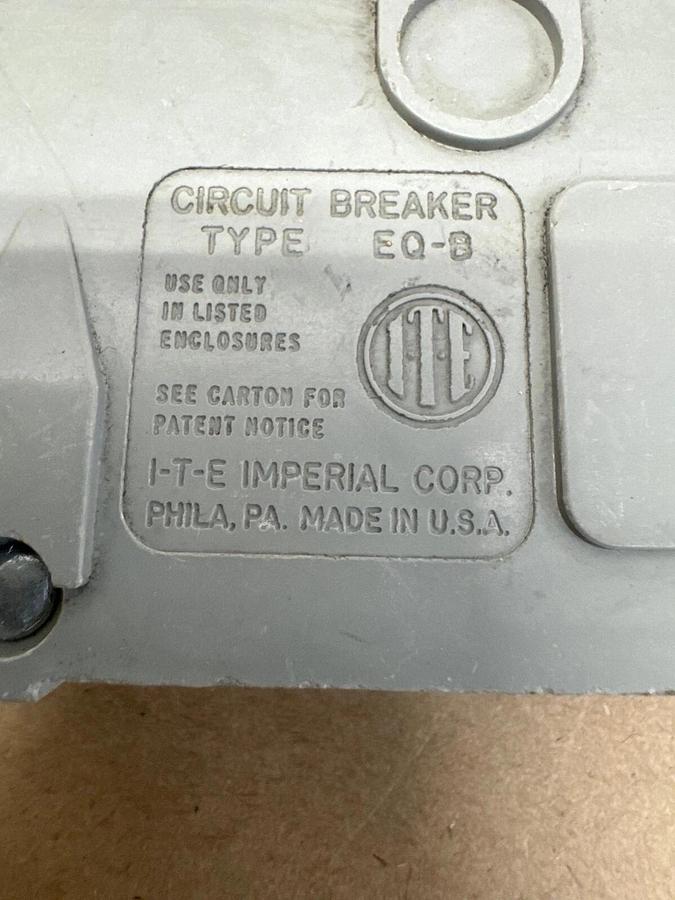 CIRCUIT BREAKER
TYPE EQ-B
USE ONLY
IN LISTED
ENCLOSURES
I-T-E
SEE CARTON FOR
PATENT NOTICE
I-T-E IMPERIAL CORP.
PHILA, PA. MADE IN U.S.A.